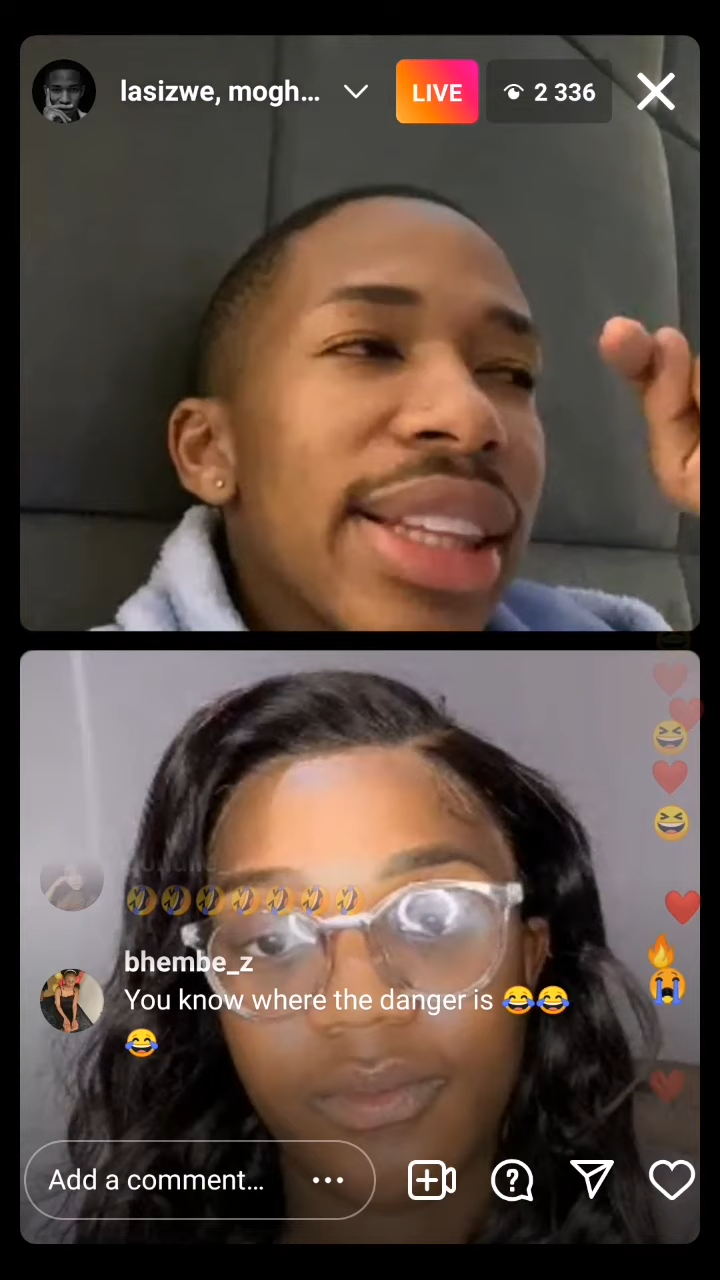 lasizwe, mogh...
LIVE
2 336
bhembe_z
You know where the danger is 😂😂
😂
Add a comment...